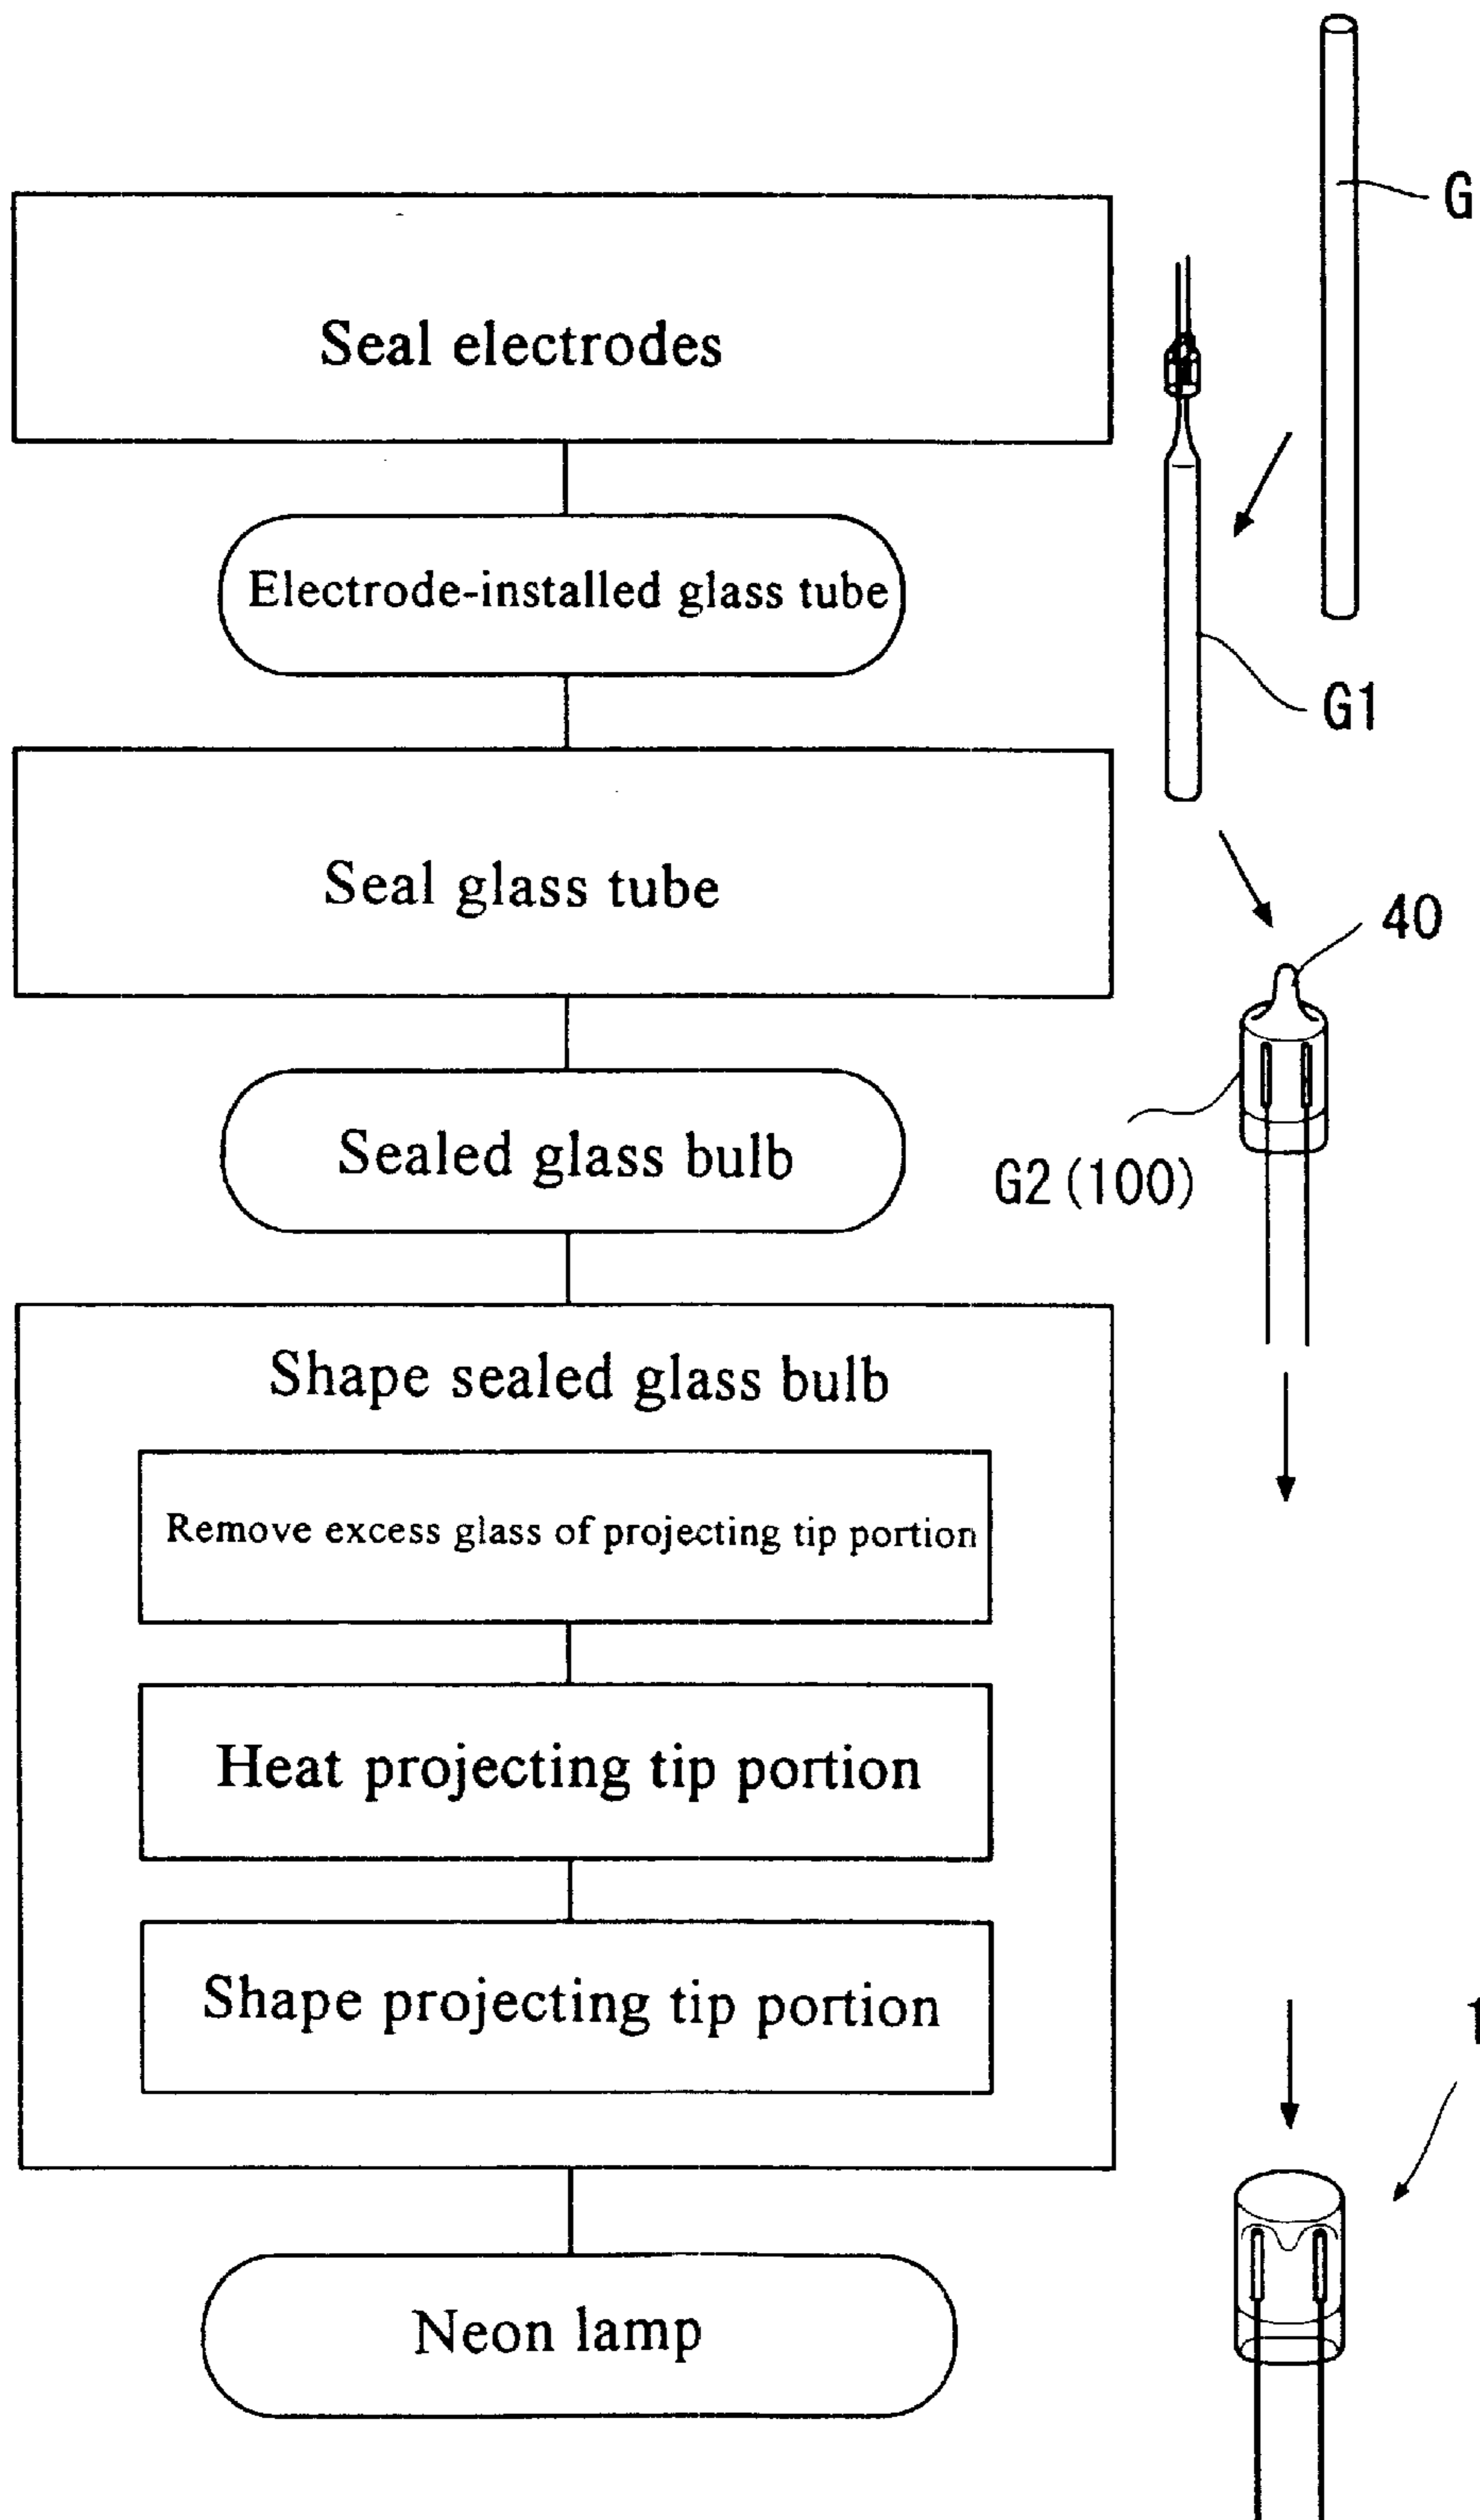 G
Seal electrodes
Electrode-installed glass tube
G1
Seal glass tube
40
Sealed glass bulb
G2 (100)
Shape sealed glass bulb
Remove excess glass of projecting tip portion
Heat projecting tip portion
Shape projecting tip portion
1
Neon lamp